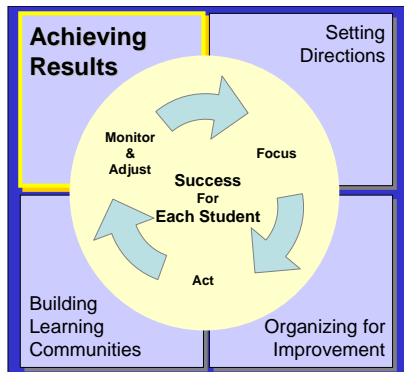 Achieving
Results
Setting
Directions
Monitor
&
Adjust
Focus
Success
For
Each Student
Act
Building
Learning
Communities
Organizing for
Improvement